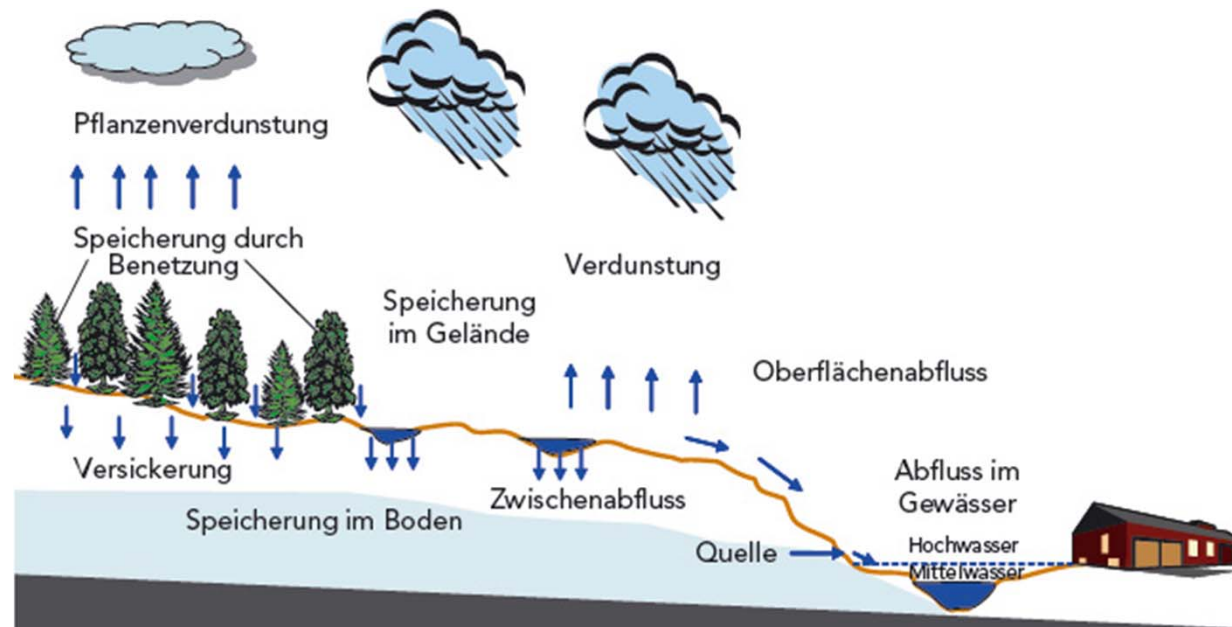 Pflanzenverdunstung
Speicherung durch
Benetzung
Verdunstung
Speicherung
im Gelände
Oberflächenabfluss
Versickerung
Abfluss im
Gewässer
Zwischenabfluss
Speicherung im Boden
Quelle
Hochwasser
Mittelwasser